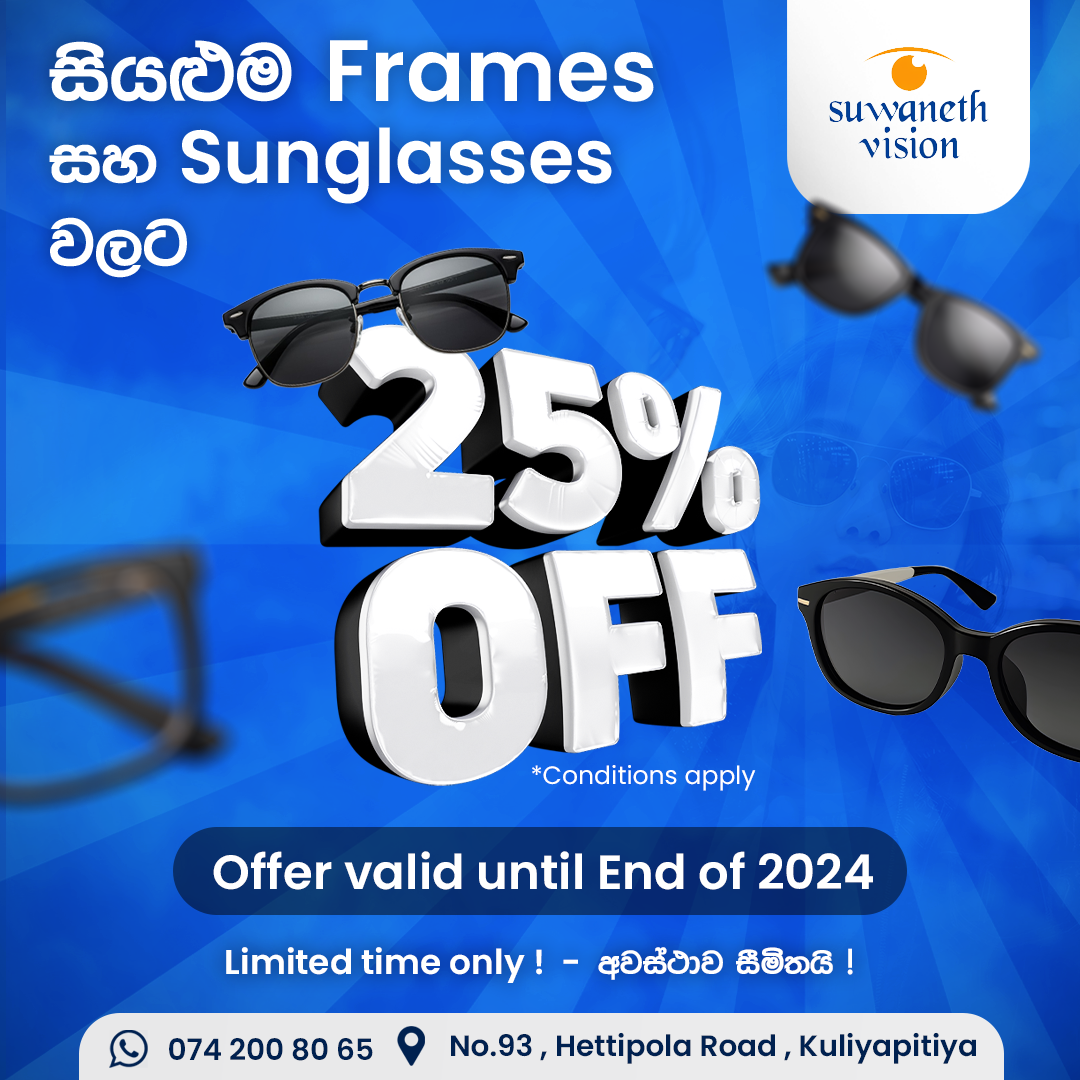 සියළුම Frames
සහ Sunglasses
වලට
suwaneth
vision
25%
OFF
*Conditions apply
Offer valid until End of 2024
Limited time only ! - අවස්ථාව සීමිතයි !
074 200 80 65
No.93 , Hettipola Road , Kuliyapitiya